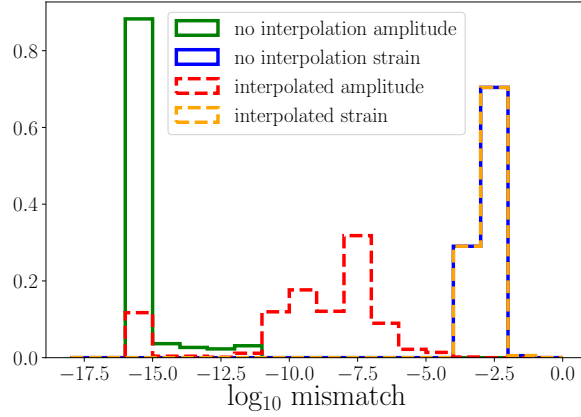 0.8
0.6
0.4
0.2
0.0
no interpolation amplitude
no interpolation strain
interpolated amplitude
interpolated strain
−17.5 −15.0 −12.5 −10.0 −7.5 −5.0 −2.5 0.0
log₁₀ mismatch